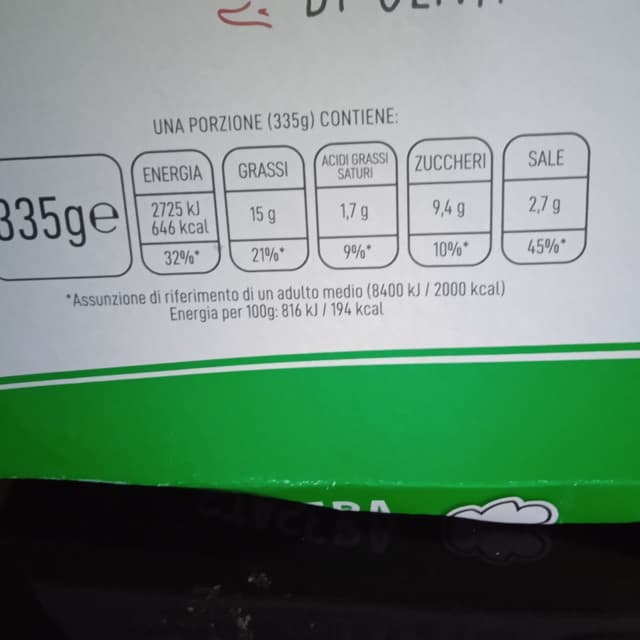 UNA PORZIONE (335g) CONTIENE:
335g℮
ENERGIA
2725 kJ
646 kcal
32%*
GRASSI
15 g
21%*
ACIDI GRASSI
SATURI
1,7 g
9%*
ZUCCHERI
9,4 g
10%*
SALE
2,7 g
45%*
*Assunzione di riferimento di un adulto medio (8400 kJ / 2000 kcal)
Energia per 100g: 816 kJ / 194 kcal